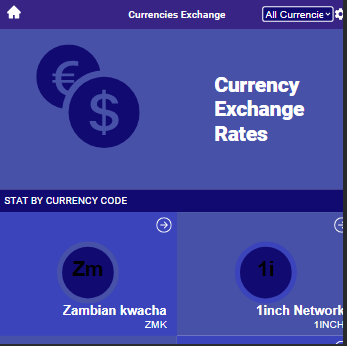 Currencies Exchange
All Currencie
€
$
Currency
Exchange
Rates
STAT BY CURRENCY CODE
Zm
Zambian kwacha
ZMK
1i
1inch Network
1INCH